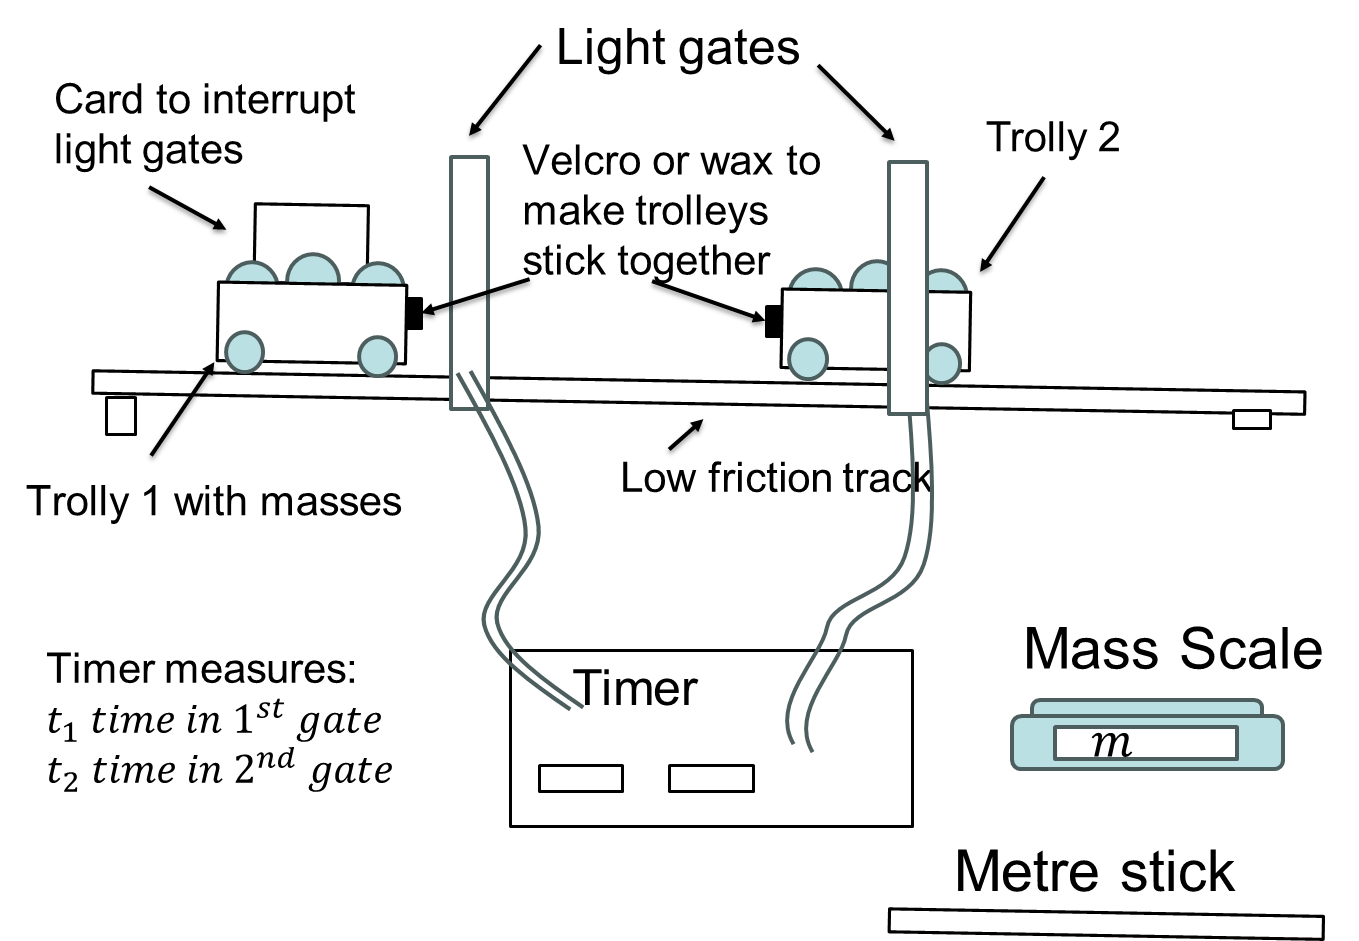 Light gates
Card to interrupt
light gates
Velcro or wax to
make trolleys
stick together
Trolly 2
Low friction track
Trolly 1 with masses
Timer measures:
t₁ time in 1ˢᵗ gate
t₂ time in 2ⁿᵈ gate
Timer
Mass Scale
m
Metre stick